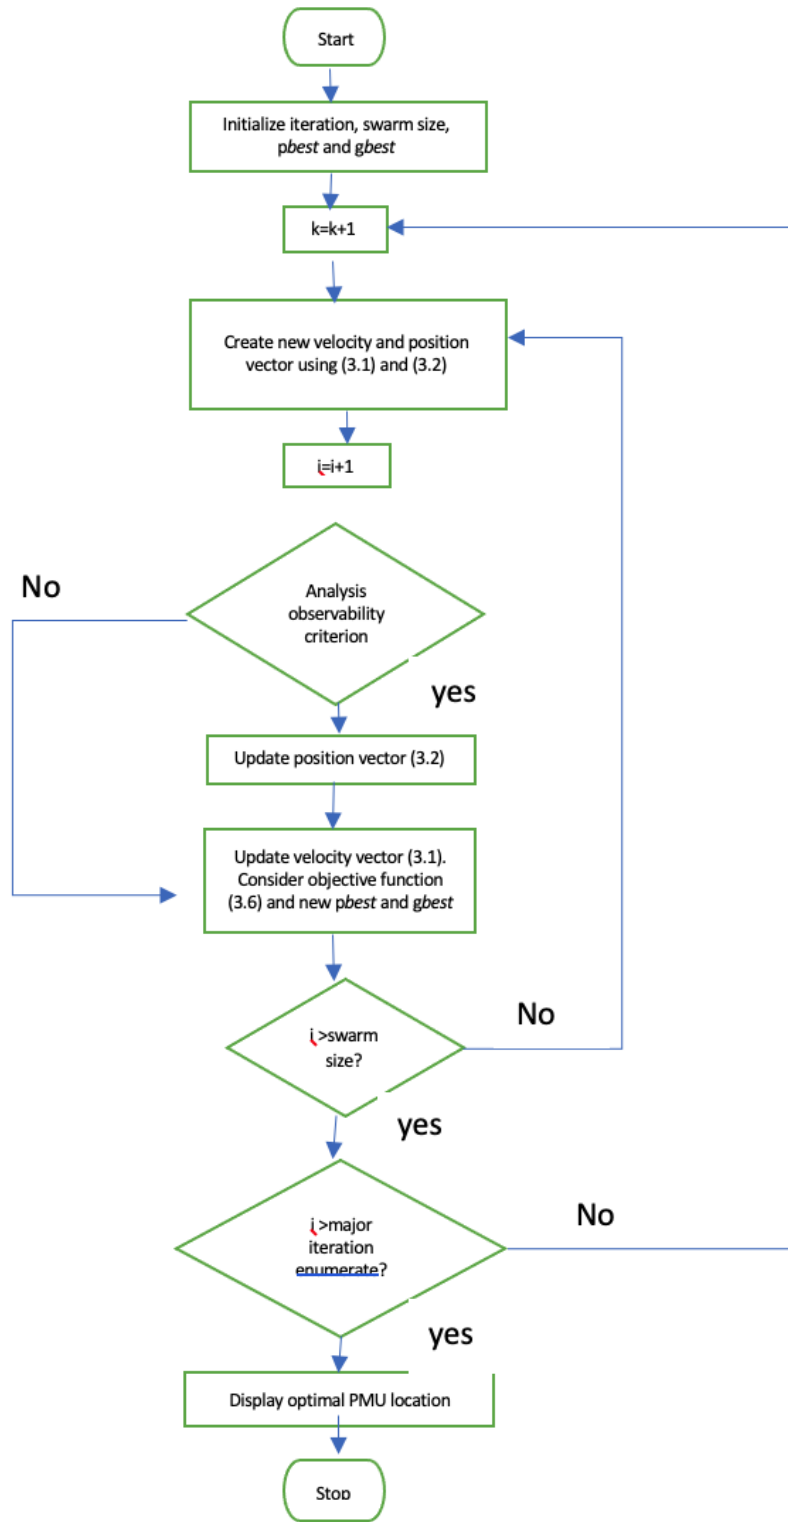 Start
Initialize iteration, swarm size,
pbest and gbest
k=k+1
Create new velocity and position
vector using (3.1) and (3.2)
i=i+1
No
Analysis
observability
criterion
yes
Update position vector (3.2)
Update velocity vector (3.1).
Consider objective function
(3.6) and new pbest and gbest
No
i >swarm
size?
yes
No
i >major
iteration
enumerate?
yes
Display optimal PMU location
Stop